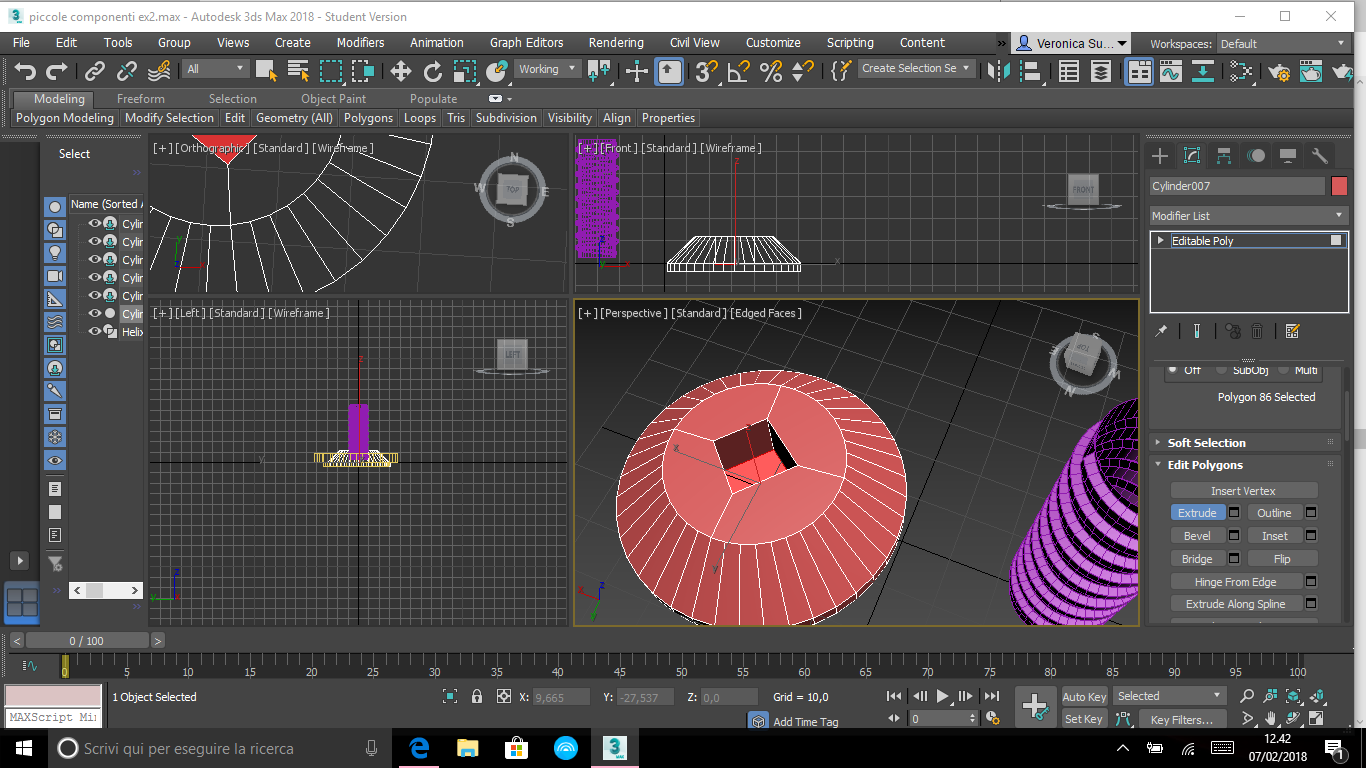 piccole componenti ex2.max - Autodesk 3ds Max 2018 - Student Version
File Edit Tools Group Views Create Modifiers Animation Graph Editors Rendering Civil View Customize Scripting Content » Veronica Su... Workspaces: Default
All Working Create Selection Se
Modeling Freeform Selection Object Paint Populate
Polygon Modeling Modify Selection Edit Geometry (All) Polygons Loops Tris Subdivision Visibility Align Properties
Select
»
Name (Sorted A
Cylin
Cylin
Cylin
Cylin
Cylin
Cylin
Helix
[+] [Orthographic] [Standard] [Wireframe]
N W E S TOP
[+] [Front] [Standard] [Wireframe]
FRONT
z x
[+] [Left] [Standard] [Wireframe]
LEFT
z y
[+] [Perspective] [Standard] [Edged Faces]
TOP
S M N
x y z
Cylinder007
Modifier List
Editable Poly
Off SubObj Multi
Polygon 86 Selected
Soft Selection
Edit Polygons
Insert Vertex
Extrude Outline
Bevel Inset
Bridge Flip
Hinge From Edge
Extrude Along Spline
< 0 / 100 >
0 5 10 15 20 25 30 35 40 45 50 55 60 65 70 75 80 85 90 95 100
1 Object Selected X: 9,665 Y: -27,537 Z: 0,0 Grid = 10,0 Auto Key Selected
MAXScript Mi Add Time Tag 0 Set Key Key Filters...
Scrivi qui per eseguire la ricerca
12.42
07/02/2018
1